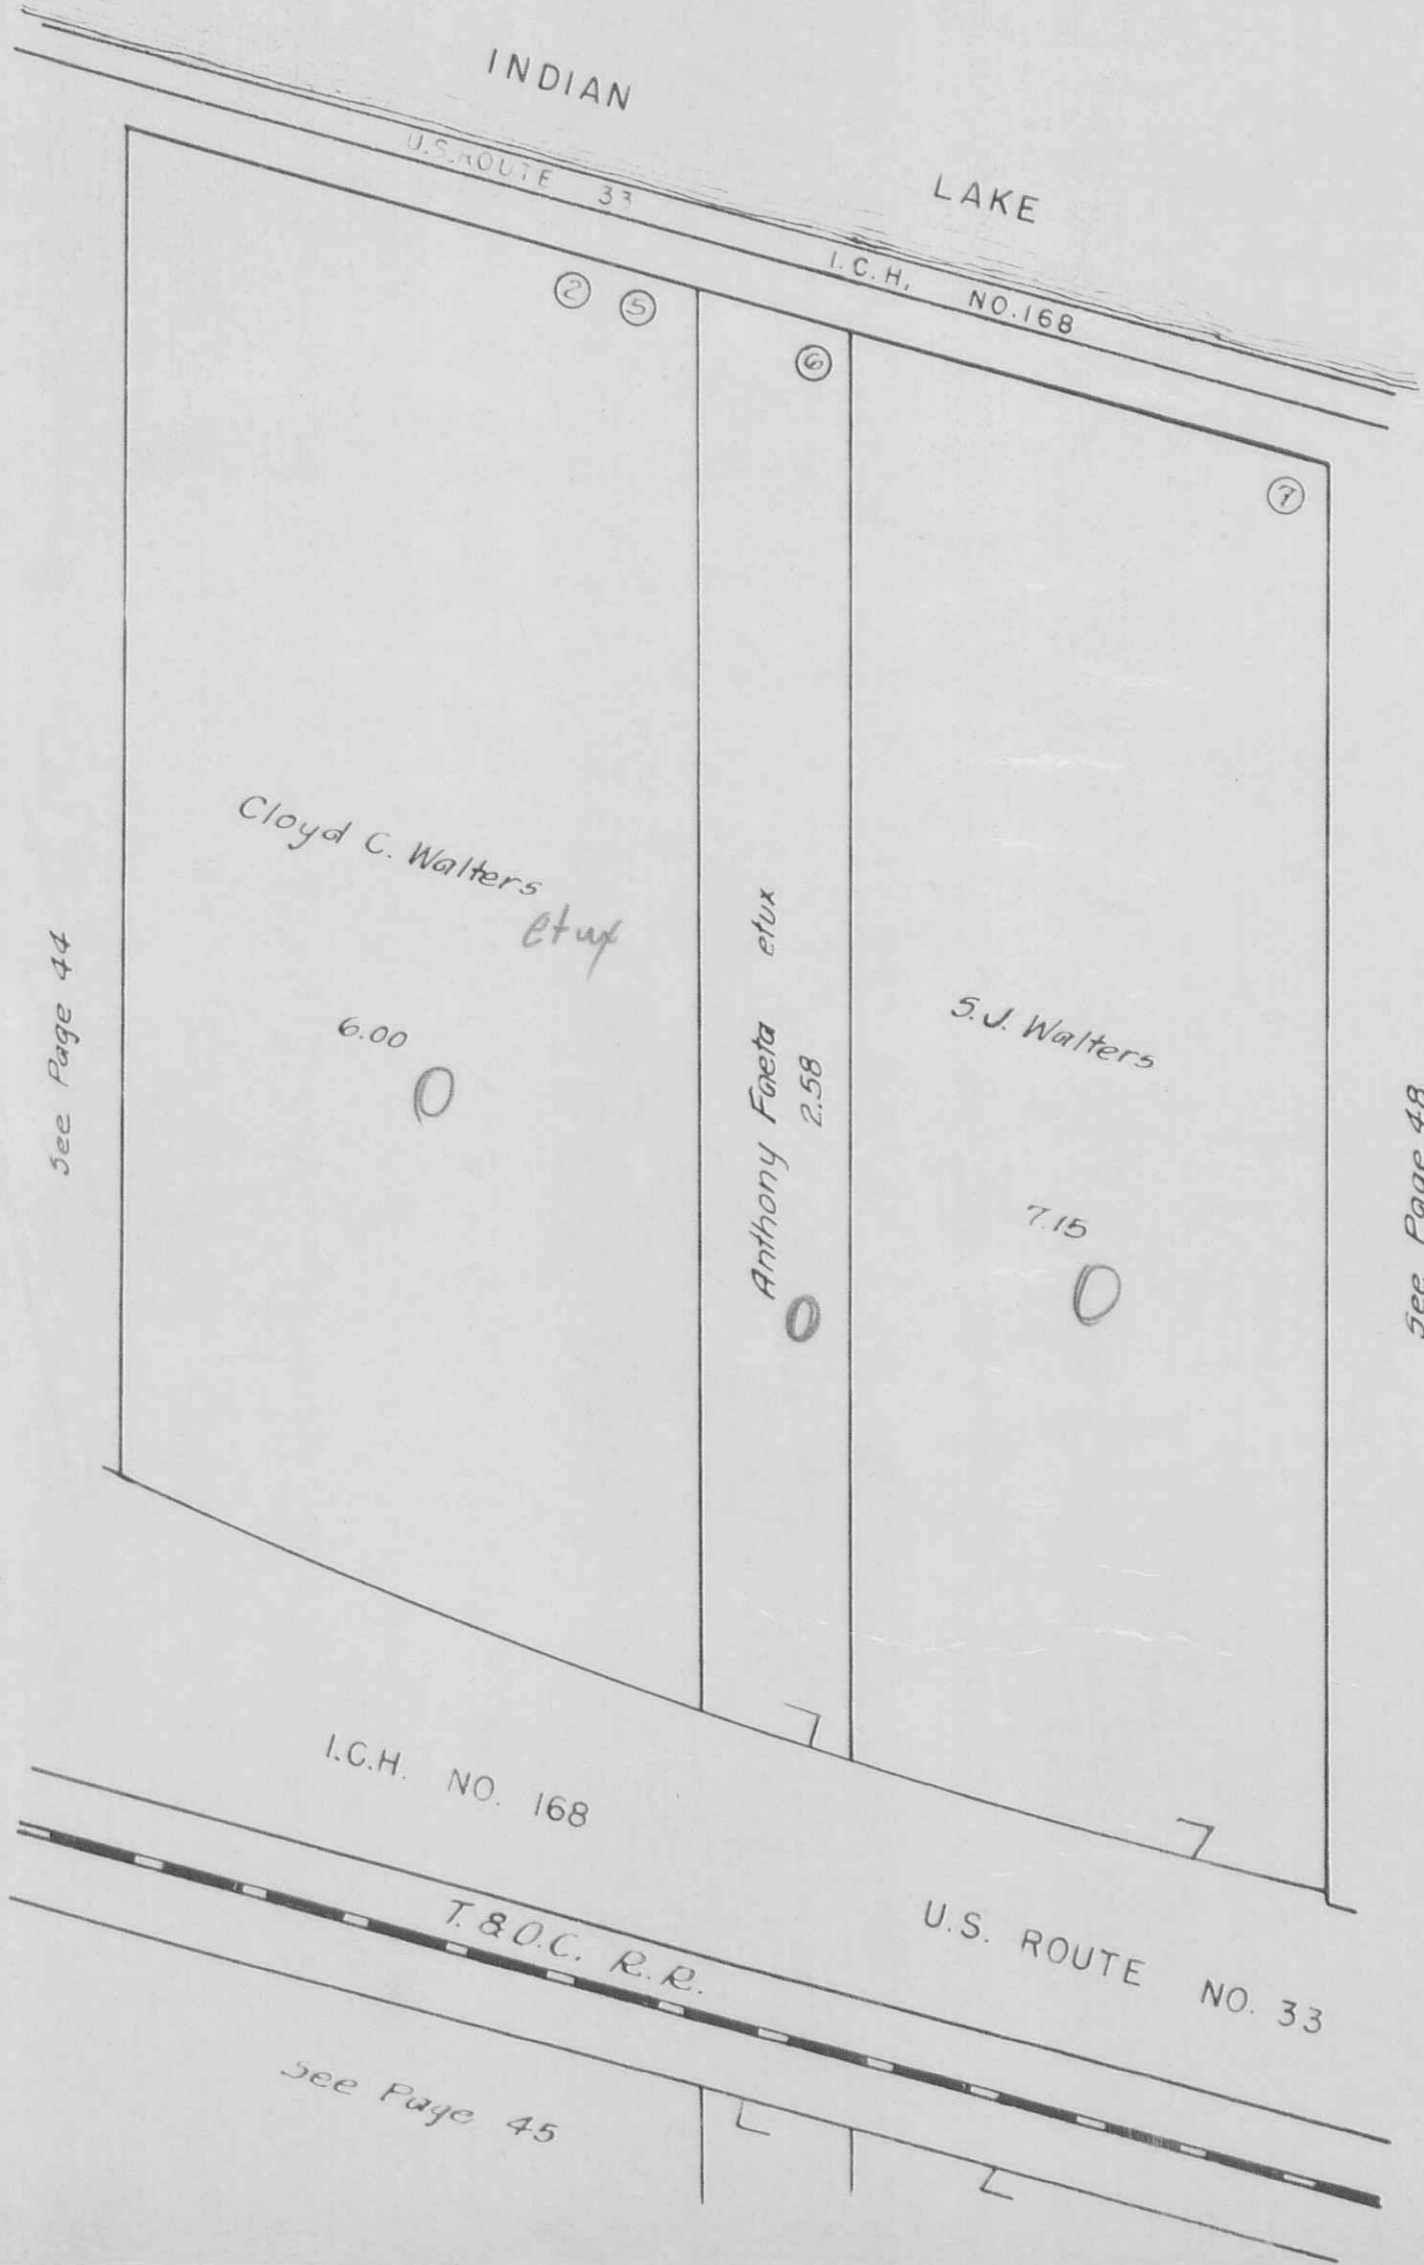 INDIAN
LAKE
U.S. ROUTE 33
I.C.H. NO. 168
2 5
6
7
Cloyd C. Walters
et ux
6.00
0
Anthony Faeta etux
2.58
0
S.J. Walters
7.15
0
See Page 44
See Page 48
I.C.H. NO. 168
U.S. ROUTE NO. 33
T. & O.C. R.R.
See Page 45